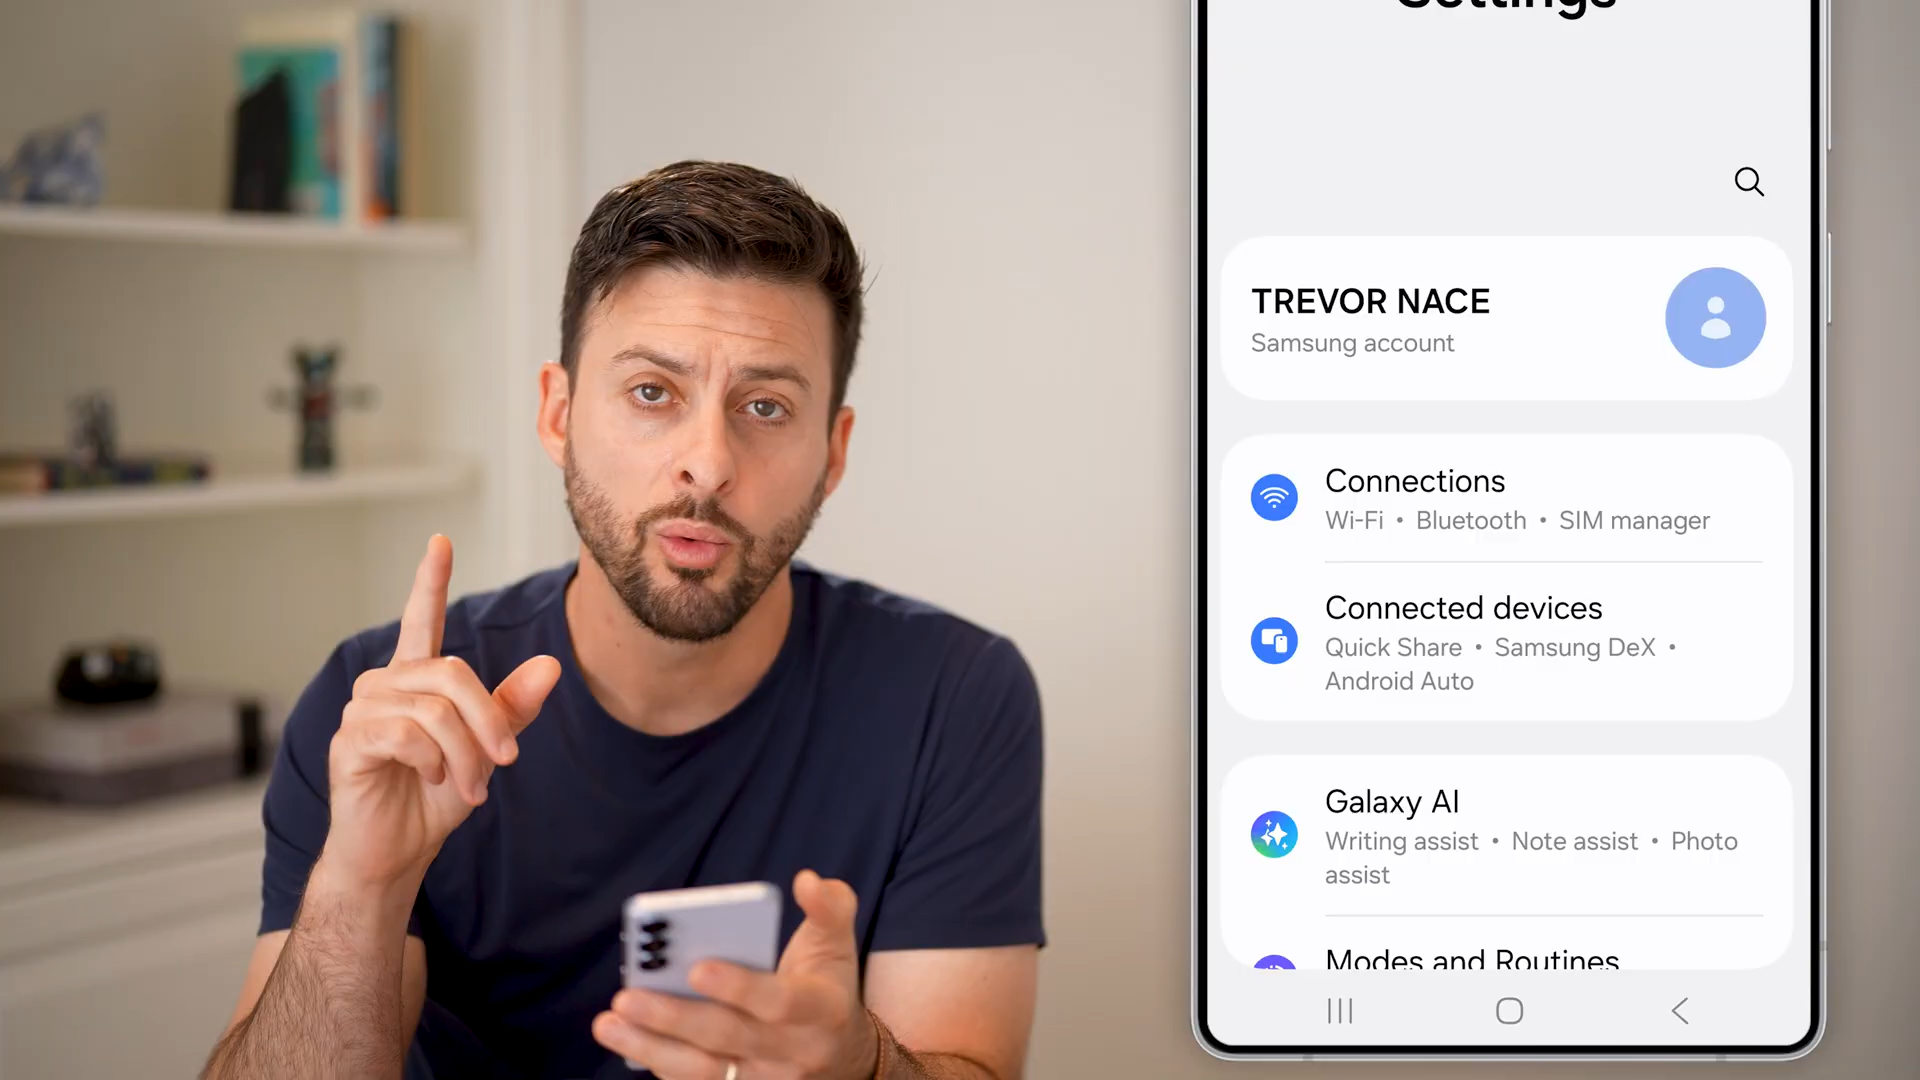 Settings
TREVOR NACE
Samsung account
Connections
Wi-Fi • Bluetooth • SIM manager
Connected devices
Quick Share • Samsung DeX •
Android Auto
Galaxy AI
Writing assist • Note assist • Photo
assist
Modes and Routines